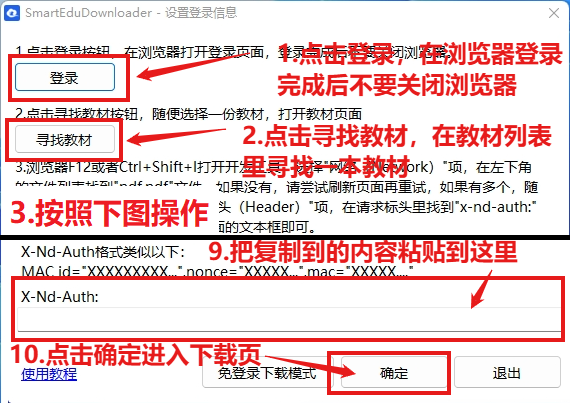 SmartEduDownloader - 设置登录信息
1.点击登录按钮，在浏览器打开登录页面，登录完成后不要关闭浏览器
1.点击登录，在浏览器登录
完成后不要关闭浏览器
登录
2.点击寻找教材按钮，随便选择一份教材，打开教材页面
2.点击寻找教材，在教材列表
里寻找一本教材
寻找教材
3.浏览器F12或者Ctrl+Shift+I打开开发
选择"网络
)"项，在左下角
的文件列表找到"pdf.pdf"文件
如果没有，请尝试刷新页面再重试，如果有多个，随
3.按照下图操作
头（Header）"项，在请求标头里找到"x-nd-auth:"
的文本框即可。
X-Nd-Auth格式类似以下：
9.把复制到的内容粘贴到这里
MAC id="XXXXXXXXX...",nonce="XXXXX...",mac="XXXXX...."
X-Nd-Auth:
10.点击确定进入下载页
使用教程
免登录下载模式
确定
退出